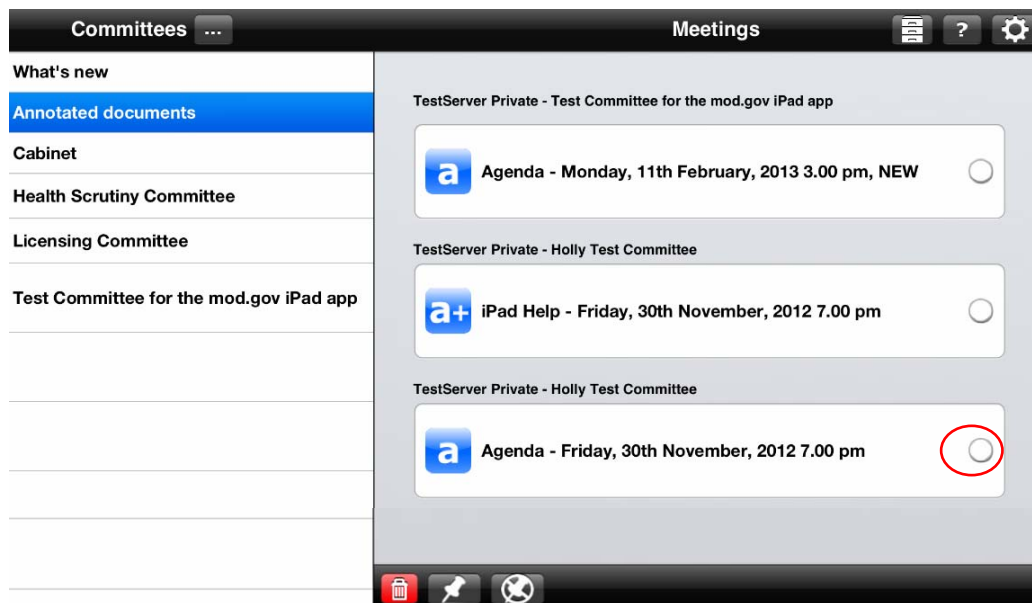 Committees ...
Meetings
?
What's new
Annotated documents
Cabinet
Health Scrutiny Committee
Licensing Committee
Test Committee for the mod.gov iPad app
TestServer Private - Test Committee for the mod.gov iPad app
a Agenda - Monday, 11th February, 2013 3.00 pm, NEW
TestServer Private - Holly Test Committee
a+ iPad Help - Friday, 30th November, 2012 7.00 pm
TestServer Private - Holly Test Committee
a Agenda - Friday, 30th November, 2012 7.00 pm